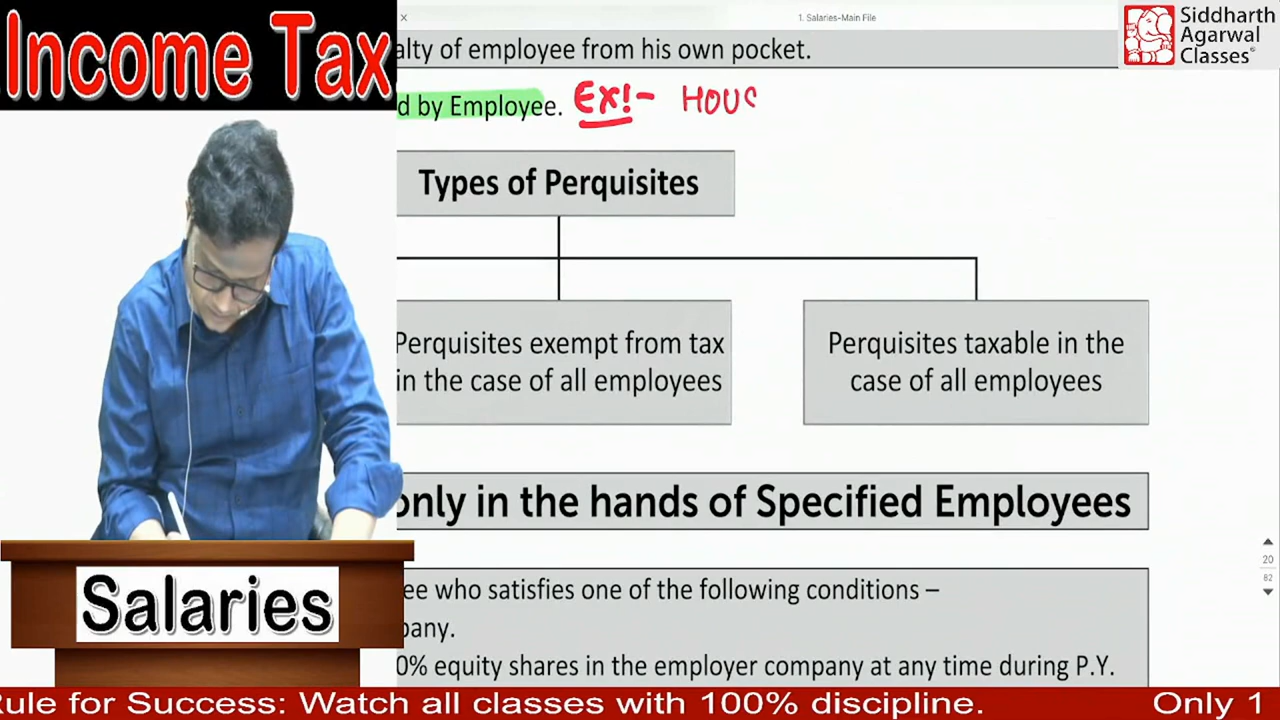 Income Tax
1. Salaries-Main File
Siddharth
Agarwal
Classes
alty of employee from his own pocket.
d by Employee. Ex!- HOUS
Types of Perquisites
Perquisites exempt from tax
in the case of all employees
Perquisites taxable in the
case of all employees
only in the hands of Specified Employees
ee who satisfies one of the following conditions –
pany.
0% equity shares in the employer company at any time during P.Y.
20
82
Salaries
Rule for Success: Watch all classes with 100% discipline. Only 1